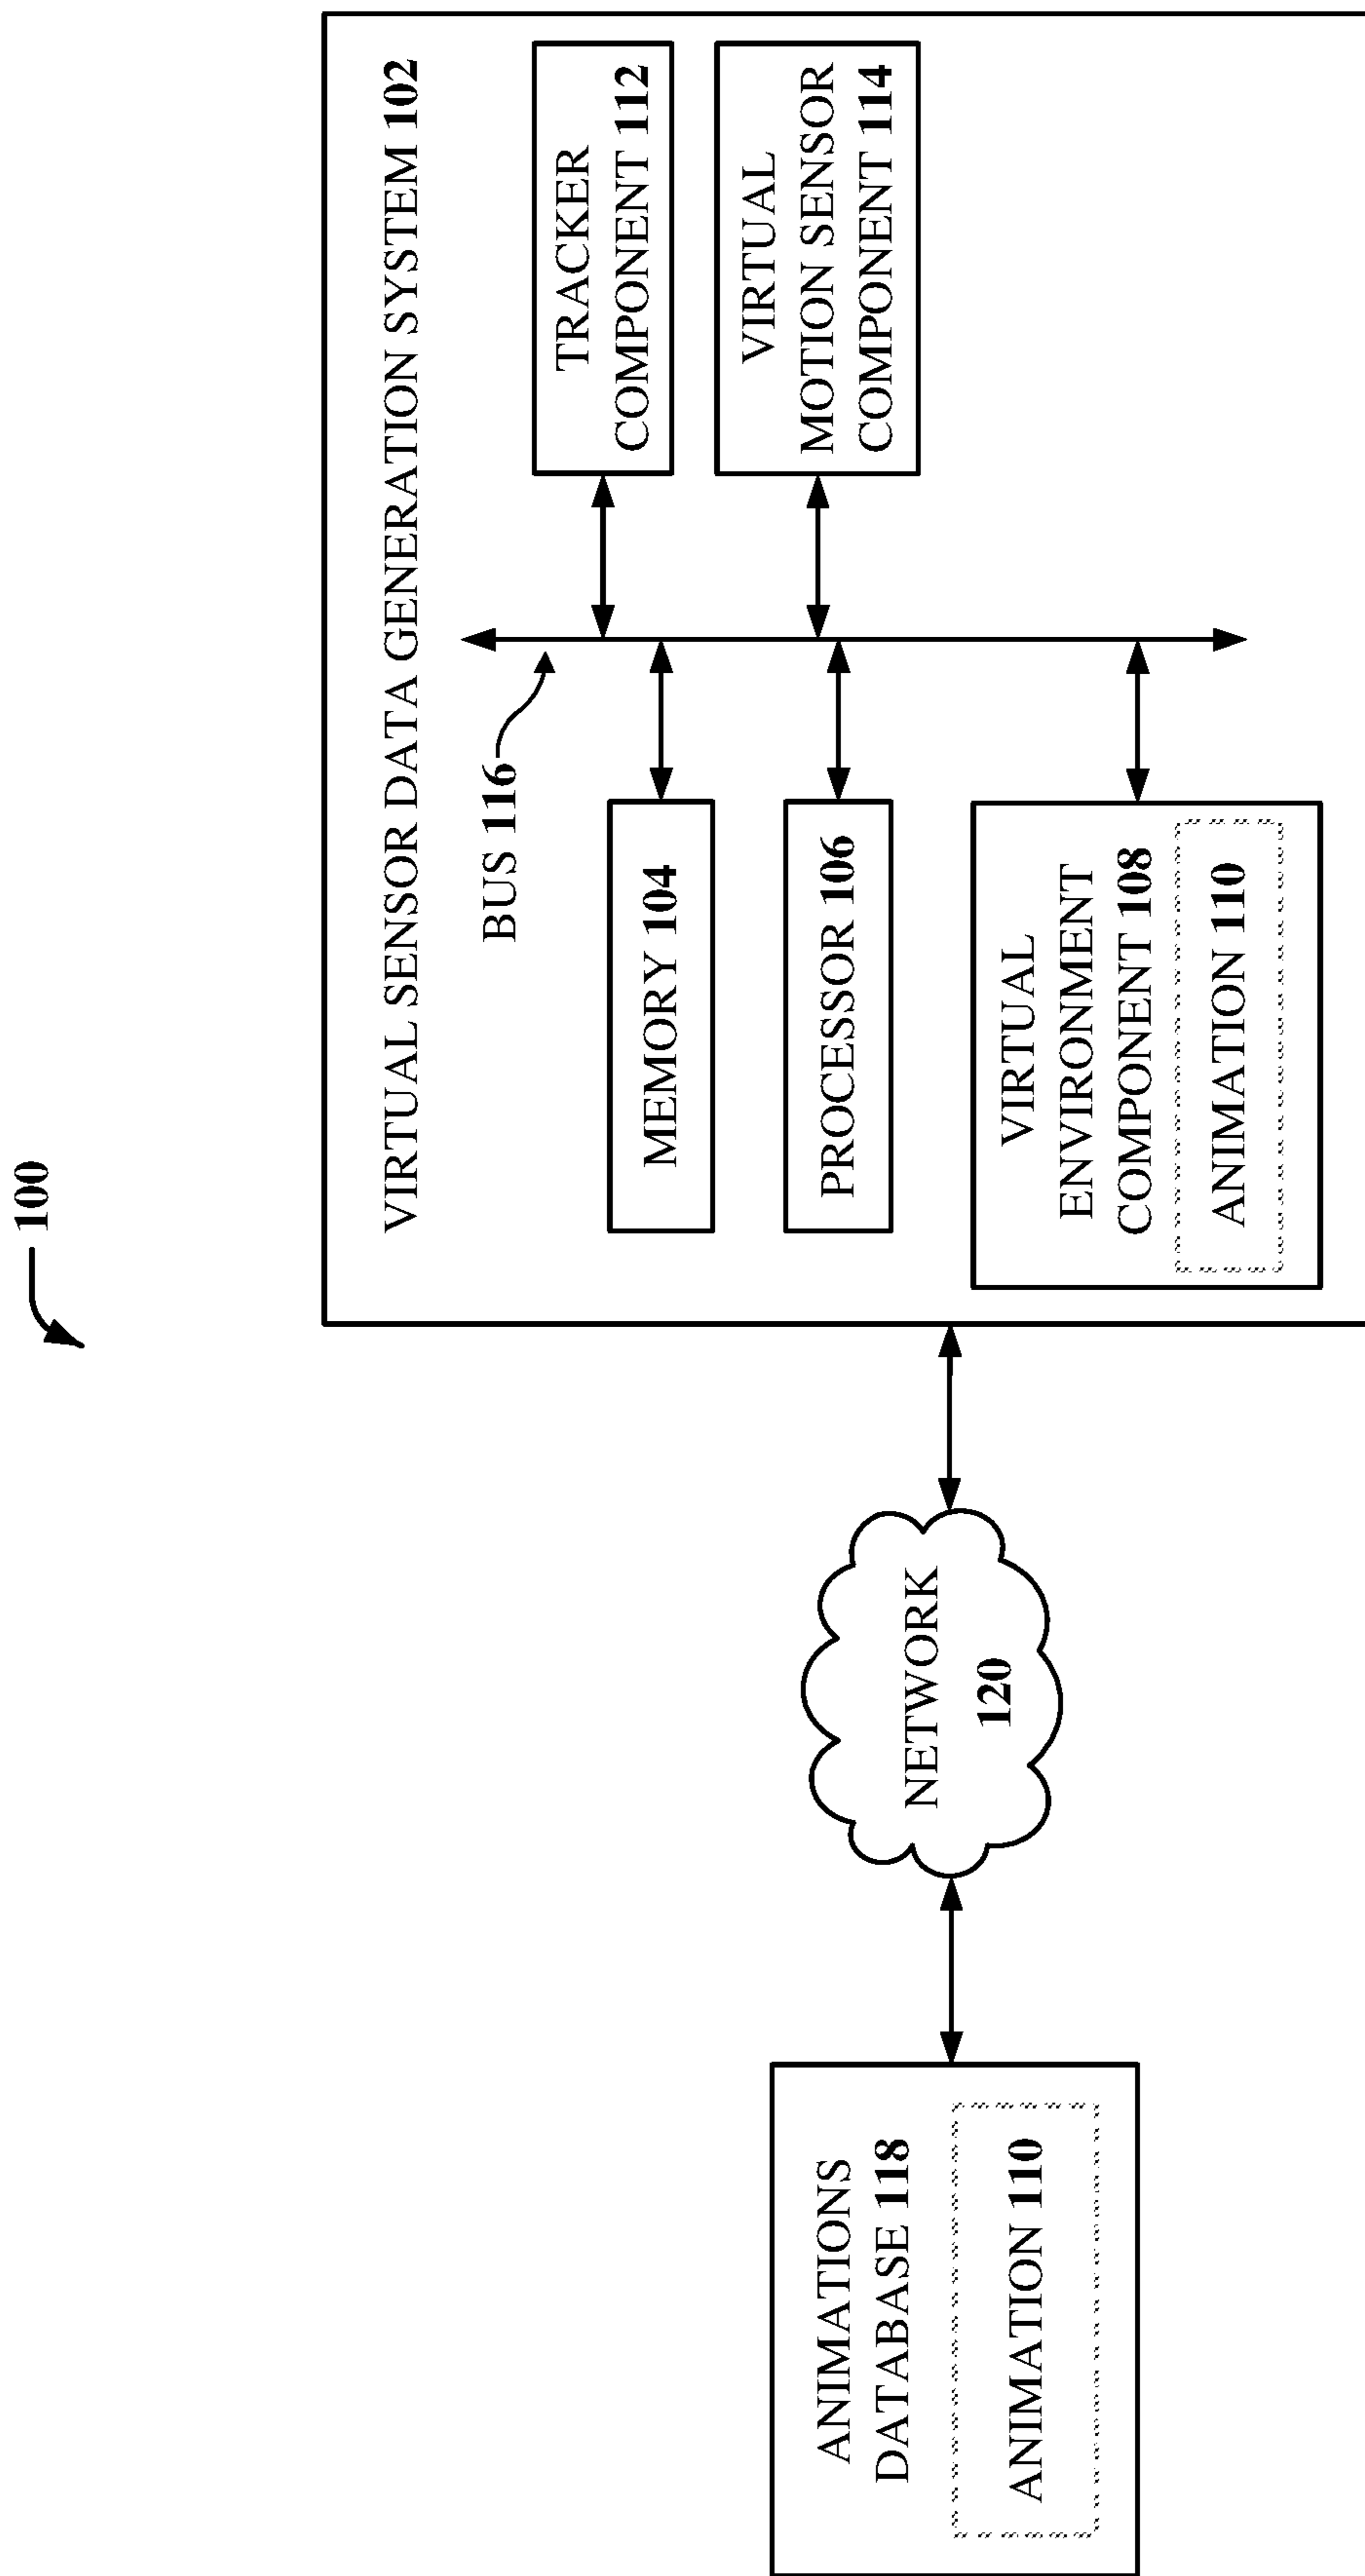 100
VIRTUAL SENSOR DATA GENERATION SYSTEM 102
BUS 116
MEMORY 104
PROCESSOR 106
VIRTUAL
ENVIRONMENT
COMPONENT 108
ANIMATION 110
TRACKER
COMPONENT 112
VIRTUAL
MOTION SENSOR
COMPONENT 114
NETWORK
120
ANIMATIONS
DATABASE 118
ANIMATION 110